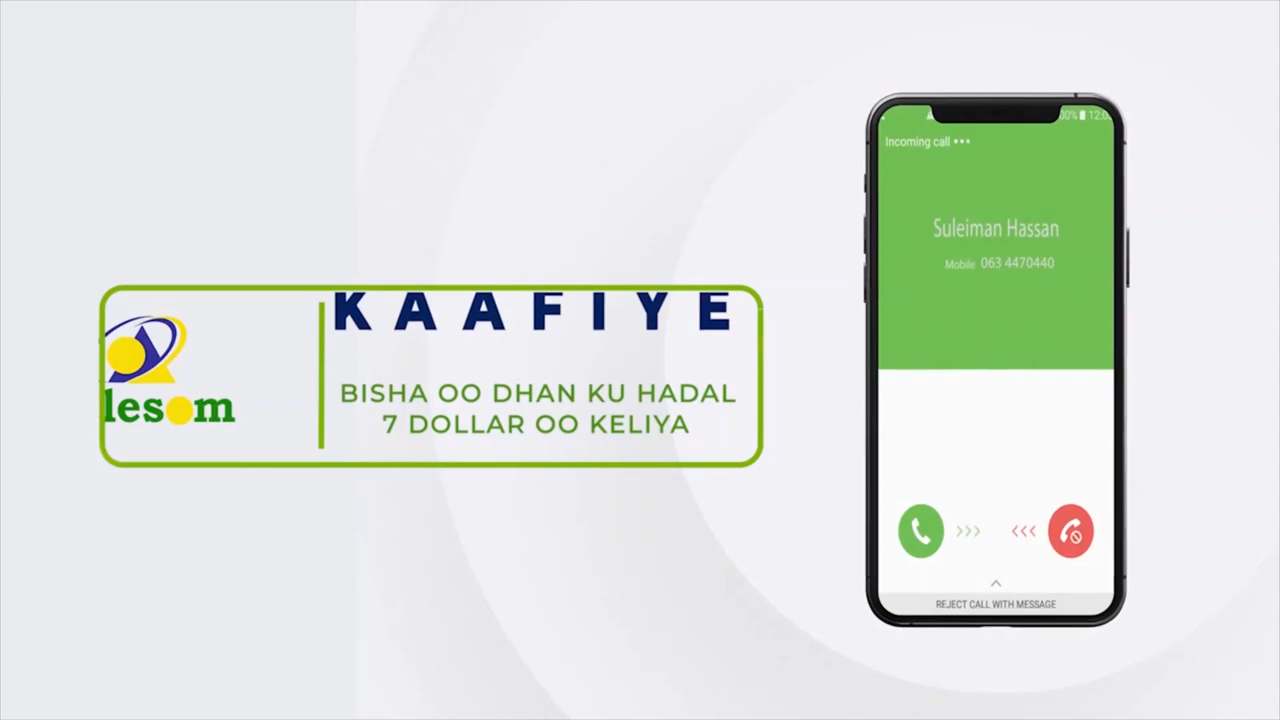 lesom
KAAFIYE
BISHA OO DHAN KU HADAL
7 DOLLAR OO KELIYA
Incoming call •••
Suleiman Hassan
Mobile 063 4470440
REJECT CALL WITH MESSAGE